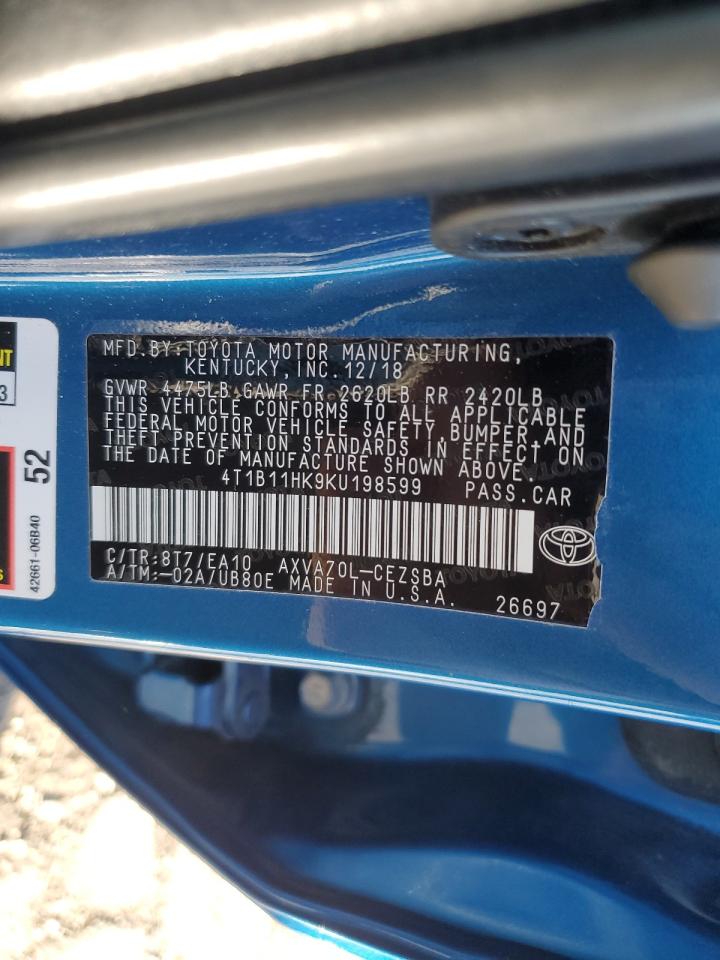 MFD. BY: TOYOTA MOTOR MANUFACTURING,
KENTUCKY, INC. 12/18
GVWR 4475LB GAWR FR 2620LB RR 2420LB
THIS VEHICLE CONFORMS TO ALL APPLICABLE
FEDERAL MOTOR VEHICLE SAFETY, BUMPER, AND
THEFT PREVENTION STANDARDS IN EFFECT ON
THE DATE OF MANUFACTURE SHOWN ABOVE.
4T1B11HK9KU198599 PASS. CAR
C/TR:8T7/EA10 AXVA70L-CEZSBA
A/TM:-02A/UB80E MADE IN U.S.A. 26697
52
42661-06B40